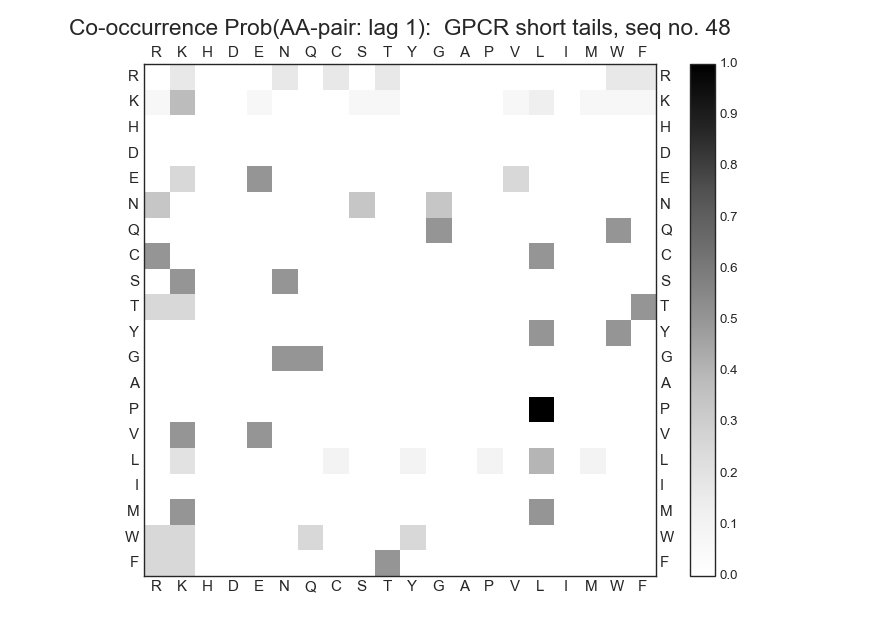 Co-occurrence Prob(AA-pair: lag 1):  GPCR short tails, seq no. 48
R K H D E N Q C S T Y G A P V L I M W F
R R 1.0
K K 0.9
H H
D D 0.8
E E
N N 0.7
Q Q
C C 0.6
S S
T T 0.5
Y Y
G G 0.4
A A
P P 0.3
V V
L L 0.2
I I
M M 0.1
W W
F F 0.0
R K H D E N Q C S T Y G A P V L I M W F